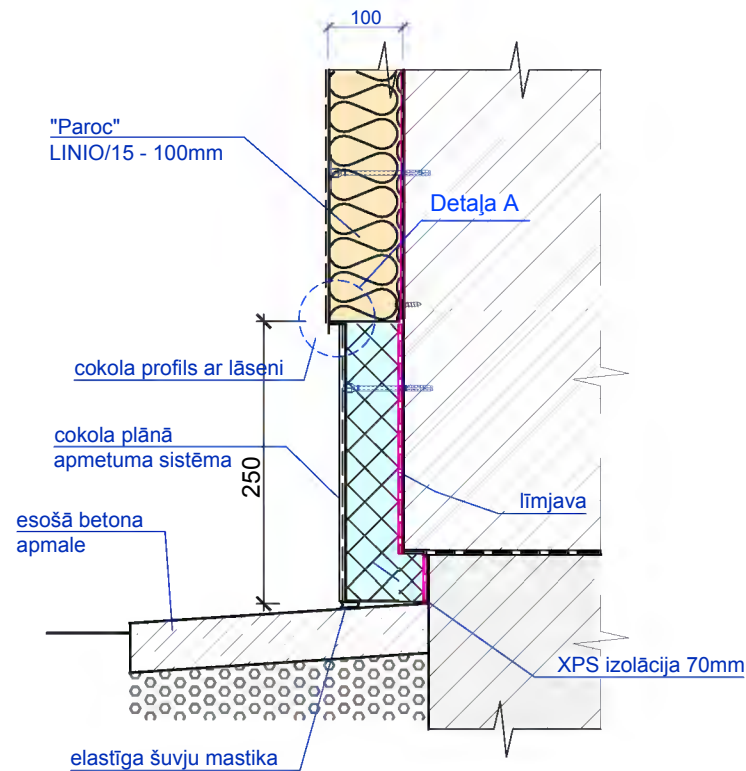 100
"Paroc"
LINIO/15 - 100mm
Detaļa A
cokola profils ar lāseni
cokola plānā
apmetuma sistēma
250
līmjava
esošā betona
apmale
XPS izolācija 70mm
elastīga šuvju mastika